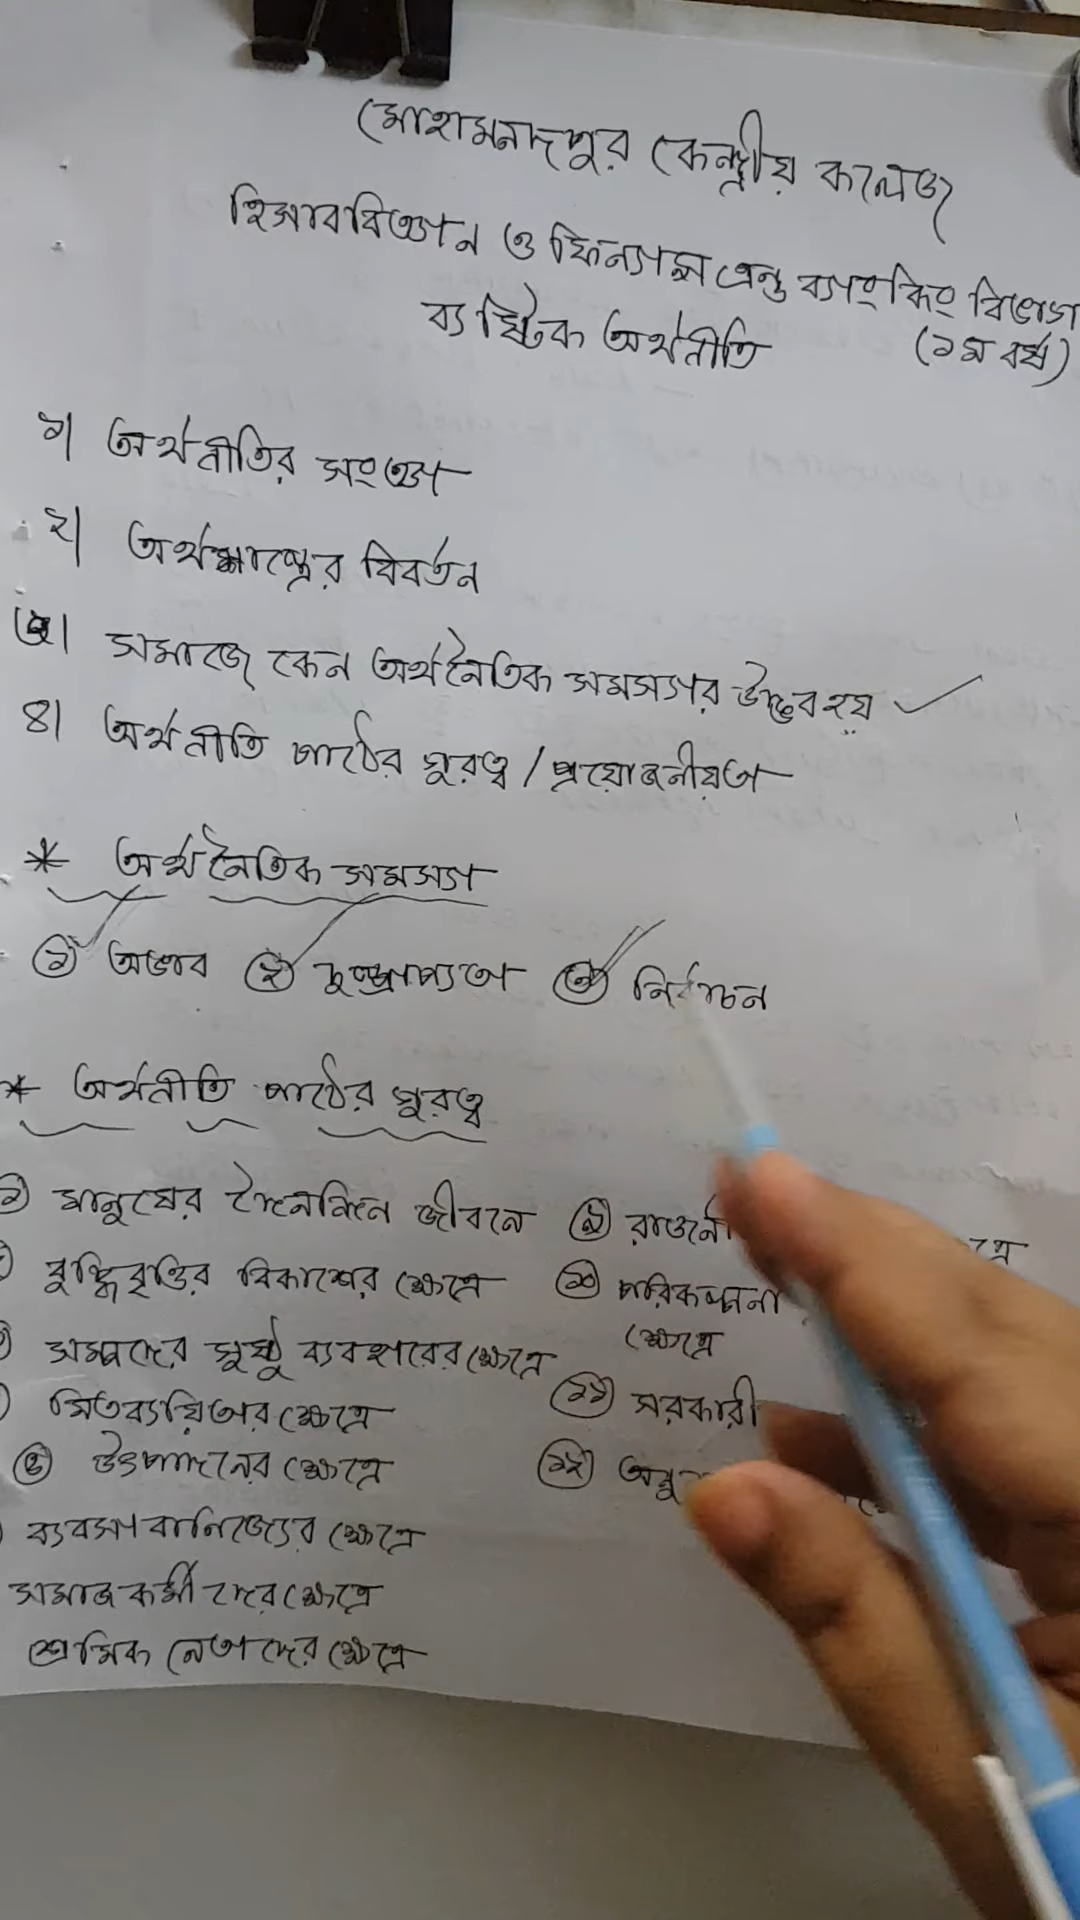 মোহাম্মদপুর কেন্দ্রীয় কলেজ
হিসাববিজ্ঞান ও ফিন্যান্স এন্ড ব্যাংকিং বিভাগ
ব্যষ্টিক অর্থনীতি (১ম বর্ষ)
১| অর্থনীতির সংজ্ঞা
২| অর্থশাস্ত্রের বিবর্তন
৩| সমাজে কেন অর্থনৈতিক সমস্যার উদ্ভব হয় ✓
৪| অর্থনীতি পাঠের গুরত্ব / প্রয়োজনীয়তা
* অর্থনৈতিক সমস্যা
১ অভাব ২ দুষ্প্রাপ্যতা ৩ নির্বাচন
* অর্থনীতি পাঠের গুরত্ব
১ মানুষের দৈনন্দিন জীবনে ৯
বুদ্ধিবৃত্তির বিকাশের ক্ষেত্রে ১০ পরিকল্পনা
ক্ষেত্রে
সম্পদের সুষ্ঠু ব্যবহারের ক্ষেত্রে
মিতব্যয়িতার ক্ষেত্রে ১১ সরকারী
৫ উৎপাদনের ক্ষেত্রে ১২
ব্যবসা বানিজ্যের ক্ষেত্রে
সমাজকর্মীদের ক্ষেত্রে
শ্রমিক নেতাদের ক্ষেত্রে